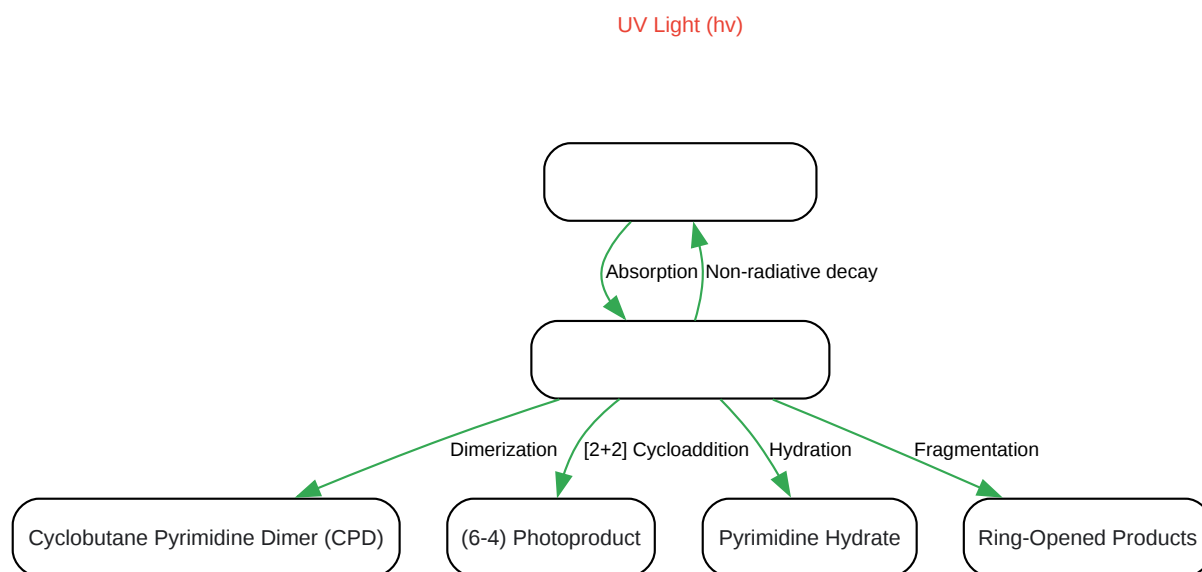 UV Light (hv)
Absorption
Non-radiative decay
Dimerization
[2+2] Cycloaddition
Hydration
Fragmentation
Cyclobutane Pyrimidine Dimer (CPD)
(6-4) Photoproduct
Pyrimidine Hydrate
Ring-Opened Products